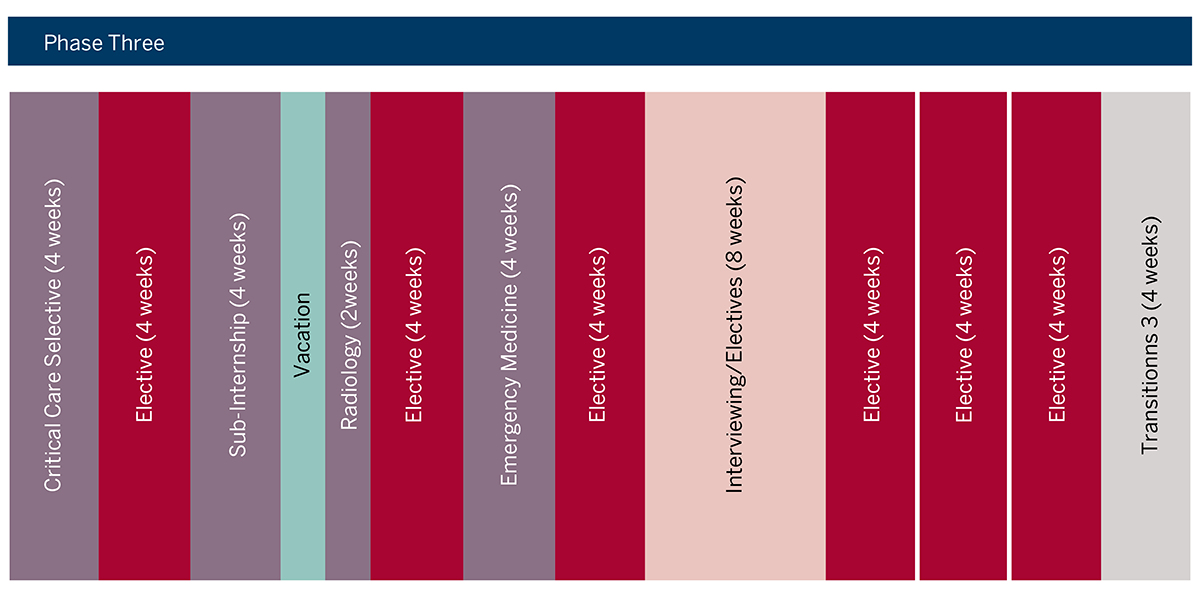 Phase Three
Critical Care Selective (4 weeks)
Elective (4 weeks)
Sub-Internship (4 weeks)
Vacation
Radiology (2weeks)
Elective (4 weeks)
Emergency Medicine (4 weeks)
Elective (4 weeks)
Interviewing/Electives (8 weeks)
Elective (4 weeks)
Elective (4 weeks)
Elective (4 weeks)
Transitionns 3 (4 weeks)